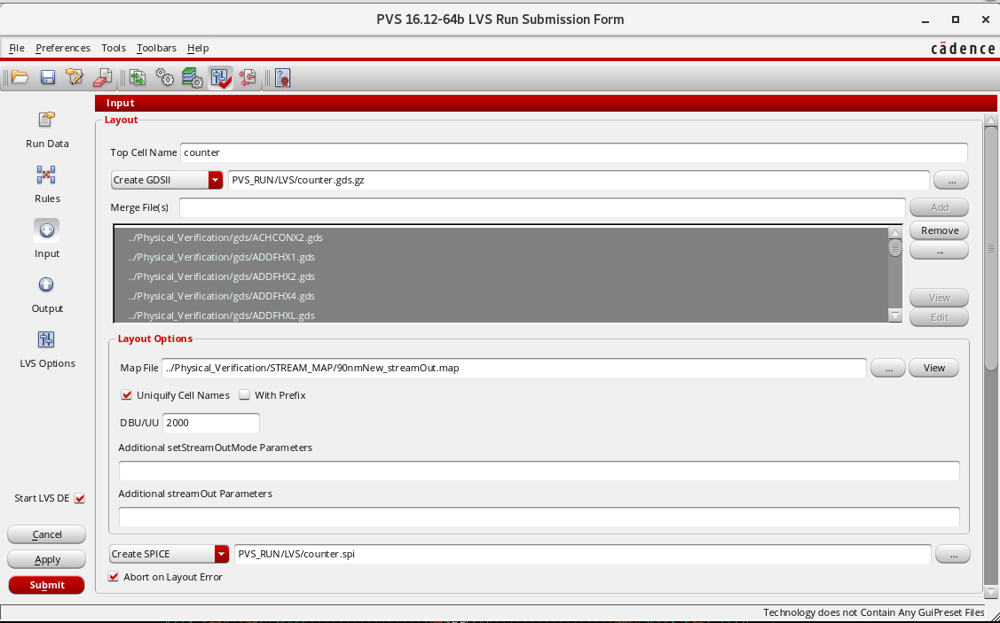 PVS 16.12-64b LVS Run Submission Form
File Preferences Tools Toolbars Help
cādence
Input
Run Data
Rules
Input
Output
LVS Options
Layout
Top Cell Name counter
Create GDSII PVS_RUN/LVS/counter.gds.gz ...
Merge File(s) Add
../Physical_Verification/gds/ACHCONX2.gds Remove
../Physical_Verification/gds/ADDFHX1.gds ...
../Physical_Verification/gds/ADDFHX2.gds
../Physical_Verification/gds/ADDFHX4.gds View
../Physical_Verification/gds/ADDFHXL.gds Edit
Layout Options
Map File ../Physical_Verification/STREAM_MAP/90nmNew_streamOut.map ... View
Uniquify Cell Names With Prefix
DBU/UU 2000
Additional setStreamOutMode Parameters
Additional streamOut Parameters
Create SPICE PVS_RUN/LVS/counter.spi ...
Abort on Layout Error
Start LVS DE
Cancel
Apply
Submit
Technology does not Contain Any GuiPreset Files